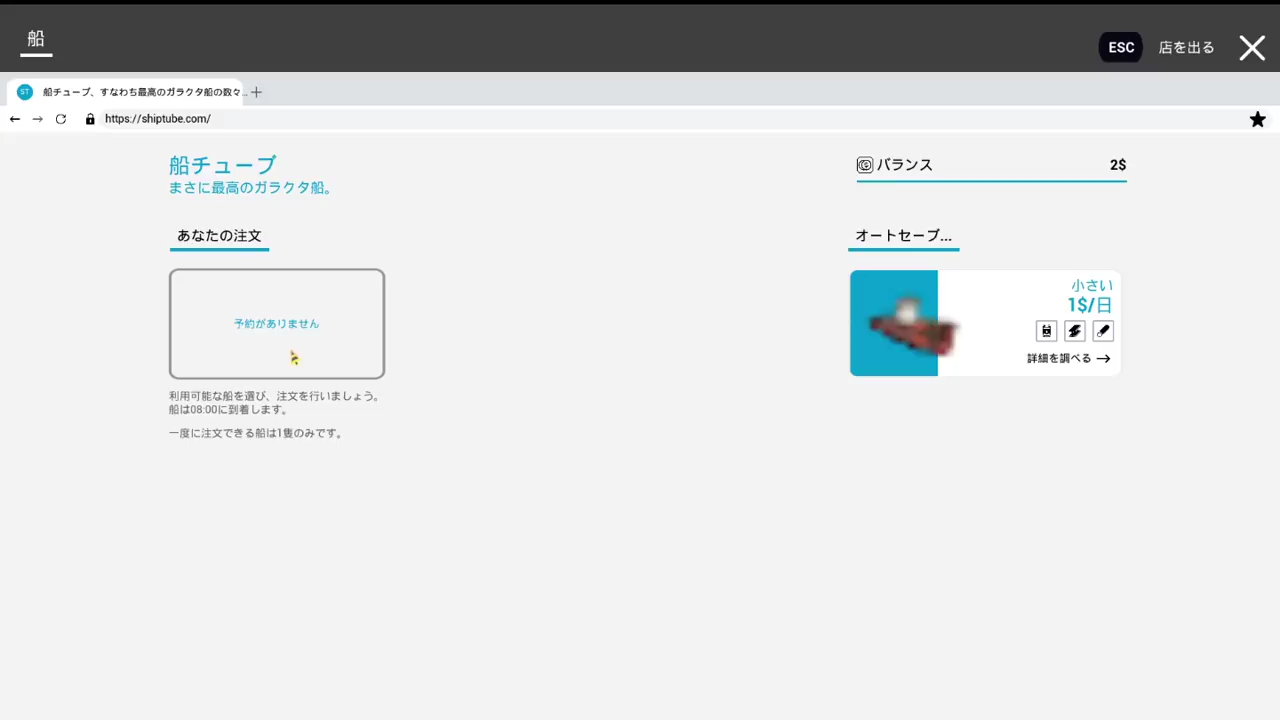 船
ESC 店を出る
ST 船チューブ、すなわち最高のガラクタ船の数々...
https://shiptube.com/
船チューブ
まさに最高のガラクタ船。
バランス 2$
あなたの注文
オートセーブ...
予約がありません
小さい
1$/日
詳細を調べる
利用可能な船を選び、注文を行いましょう。
船は08:00に到着します。
一度に注文できる船は1隻のみです。